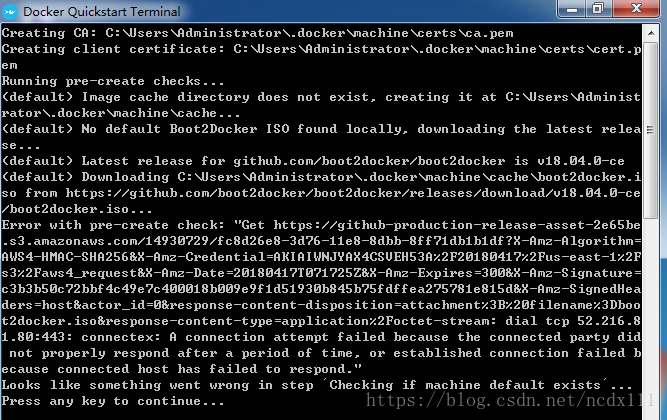 Docker Quickstart Terminal
Creating CA: C:\Users\Administrator\.docker\machine\certs\ca.pem
Creating client certificate: C:\Users\Administrator\.docker\machine\certs\cert.p
em
Running pre-create checks...
(default) Image cache directory does not exist, creating it at C:\Users\Administ
rator\.docker\machine\cache...
(default) No default Boot2Docker ISO found locally, downloading the latest relea
se...
(default) Latest release for github.com/boot2docker/boot2docker is v18.04.0-ce
(default) Downloading C:\Users\Administrator\.docker\machine\cache\boot2docker.i
so from https://github.com/boot2docker/boot2docker/releases/download/v18.04.0-ce
/boot2docker.iso...
Error with pre-create check: "Get https://github-production-release-asset-2e65be
.s3.amazonaws.com/14930729/fc8d26e8-3d76-11e8-8dbb-8ff71db1b1df?X-Amz-Algorithm=
AWS4-HMAC-SHA256&X-Amz-Credential=AKIAIWNJYAX4CSVEH53A%2F20180417%2Fus-east-1%2F
s3%2Faws4_request&X-Amz-Date=20180417T071725Z&X-Amz-Expires=300&X-Amz-Signature=
c3b3b50c72bbf4c49e7c400018b009e9f1d51930b845b75fdffea275781e815d&X-Amz-SignedHea
ders=host&actor_id=0&response-content-disposition=attachment%3B%20filename%3Dboo
t2docker.iso&response-content-type=application%2Foctet-stream: dial tcp 52.216.8
1.80:443: connectex: A connection attempt failed because the connected party did
not properly respond after a period of time, or established connection failed b
ecause connected host has failed to respond."
Looks like something went wrong in step ´Checking if machine default exists´...
Press any key to continue...
https://blog.csdn.net/ncdx111